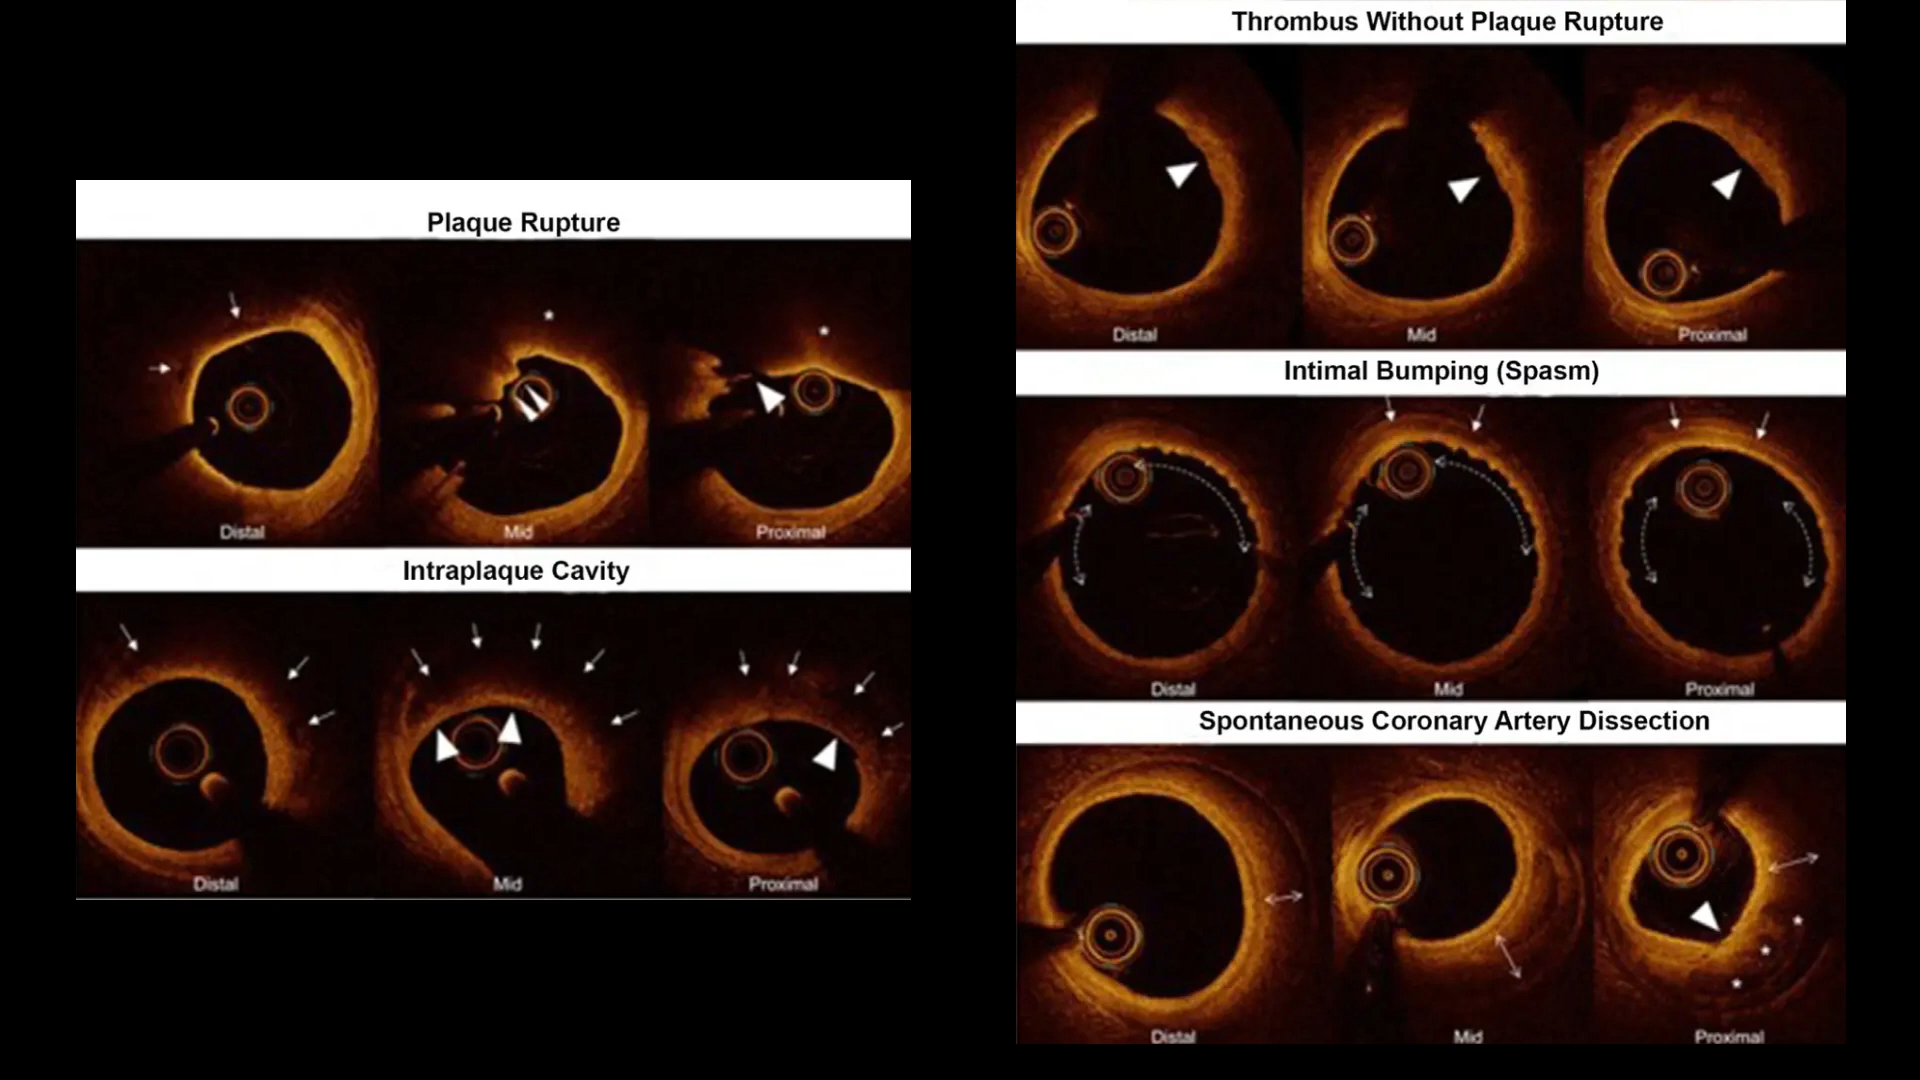 Plaque Rupture
Distal
Mid
Proximal
Intraplaque Cavity
Distal
Mid
Proximal
Thrombus Without Plaque Rupture
Distal
Mid
Proximal
Intimal Bumping (Spasm)
Distal
Mid
Proximal
Spontaneous Coronary Artery Dissection
Distal
Mid
Proximal